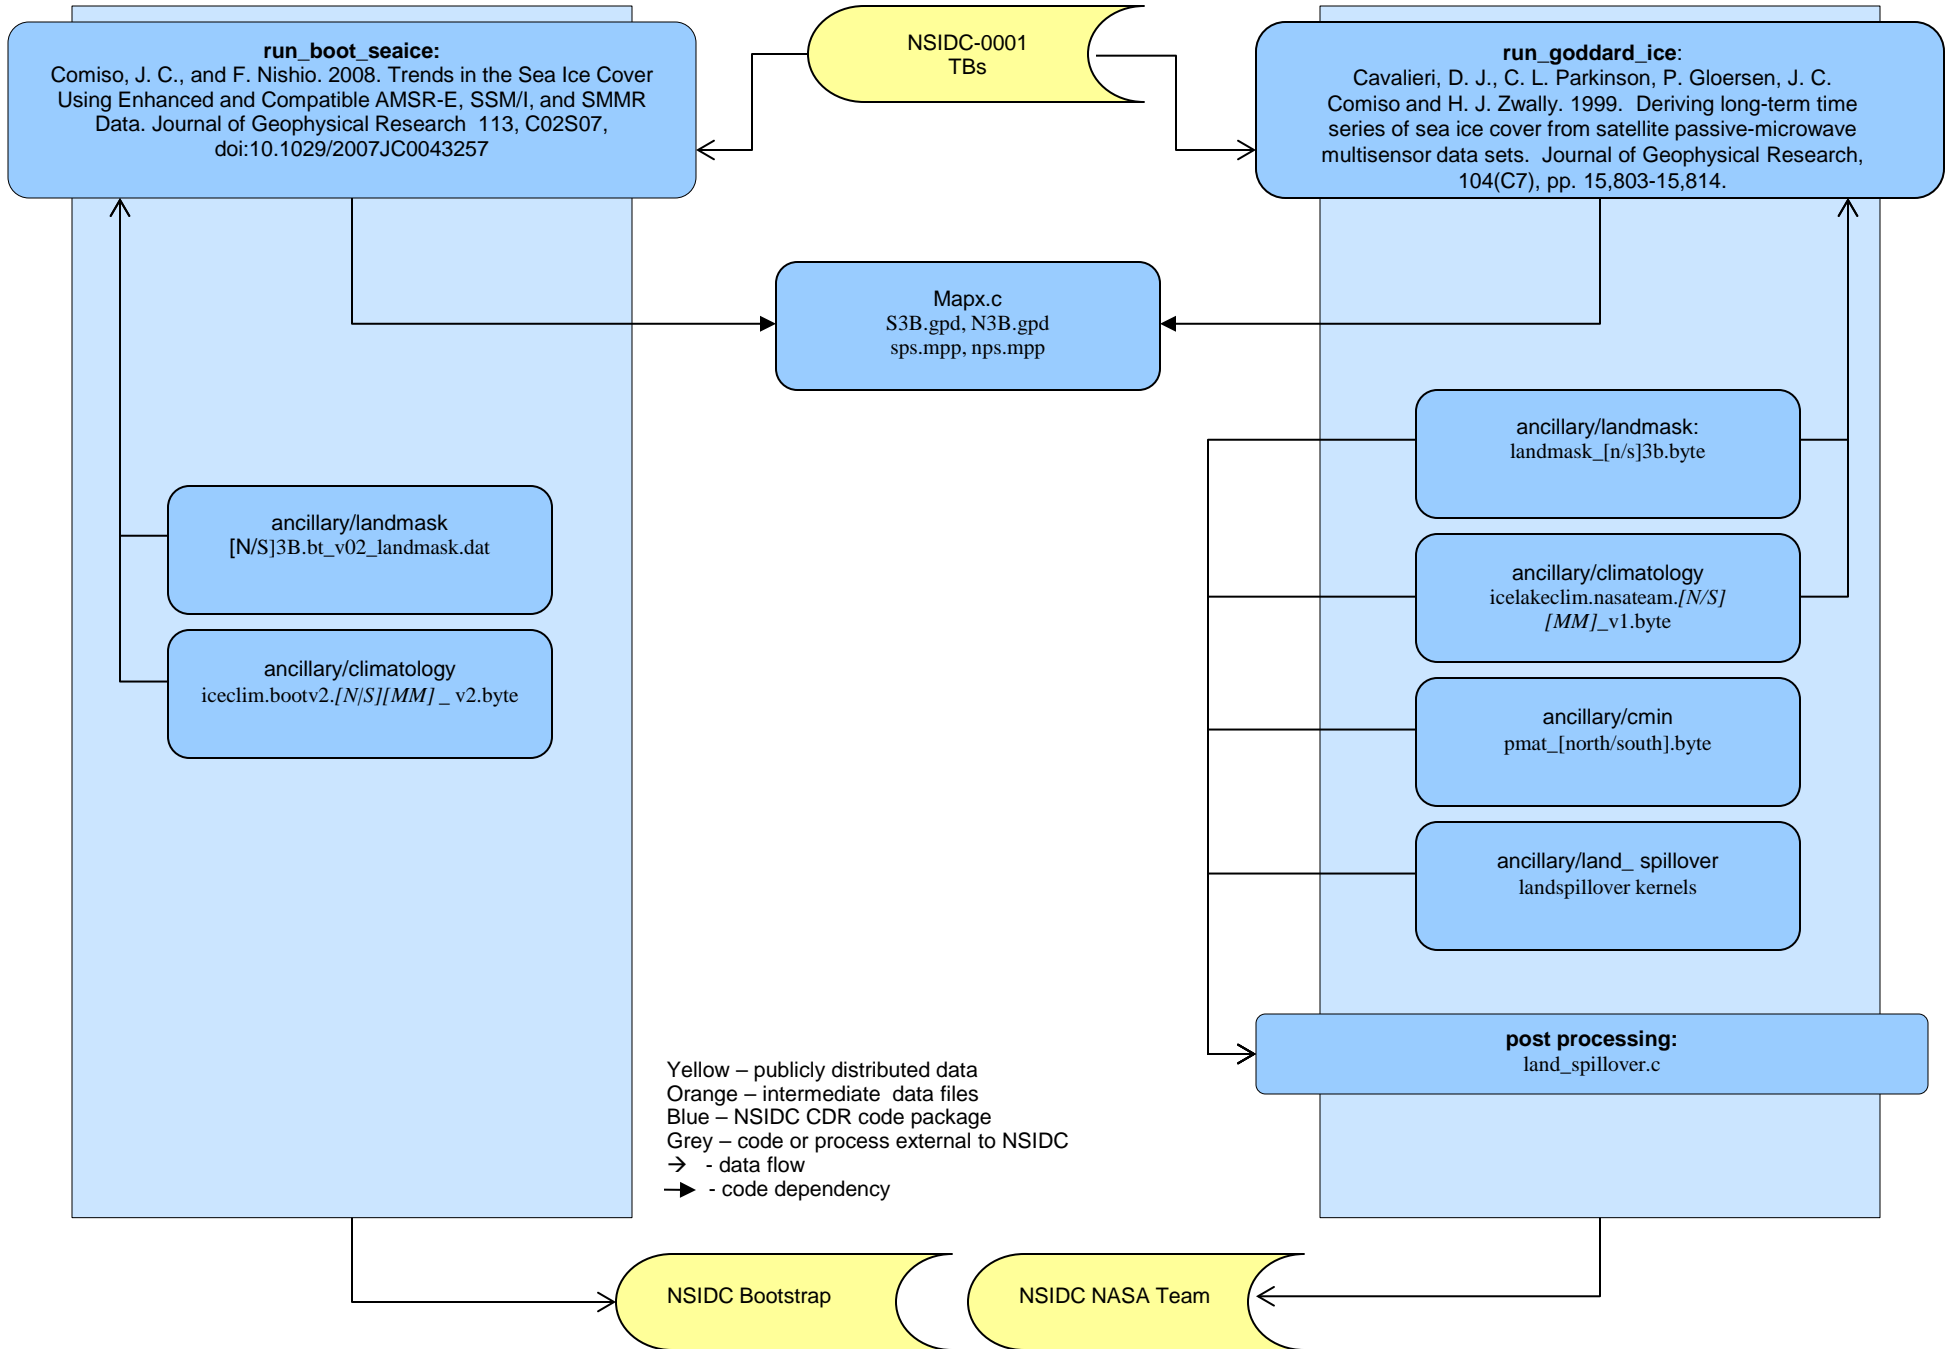 run_boot_seaice:
Comiso, J. C., and F. Nishio. 2008. Trends in the Sea Ice Cover
Using Enhanced and Compatible AMSR-E, SSM/I, and SMMR
Data. Journal of Geophysical Research  113, C02S07,
doi:10.1029/2007JC0043257
NSIDC-0001
TBs
run_goddard_ice:
Cavalieri, D. J., C. L. Parkinson, P. Gloersen, J. C.
Comiso and H. J. Zwally. 1999.  Deriving long-term time
series of sea ice cover from satellite passive-microwave
multisensor data sets.  Journal of Geophysical Research,
104(C7), pp. 15,803-15,814.
Mapx.c
S3B.gpd, N3B.gpd
sps.mpp, nps.mpp
ancillary/landmask
[N/S]3B.bt_v02_landmask.dat
ancillary/climatology
iceclim.bootv2.[N/S][MM] _ v2.byte
ancillary/landmask:
landmask_[n/s]3b.byte
ancillary/climatology
icelakeclim.nasateam.[N/S]
[MM]_v1.byte
ancillary/cmin
pmat_[north/south].byte
ancillary/land_ spillover
landspillover kernels
post processing:
land_spillover.c
Yellow – publicly distributed data
Orange – intermediate  data files
Blue – NSIDC CDR code package
Grey – code or process external to NSIDC
→ - data flow
- code dependency
NSIDC Bootstrap
NSIDC NASA Team